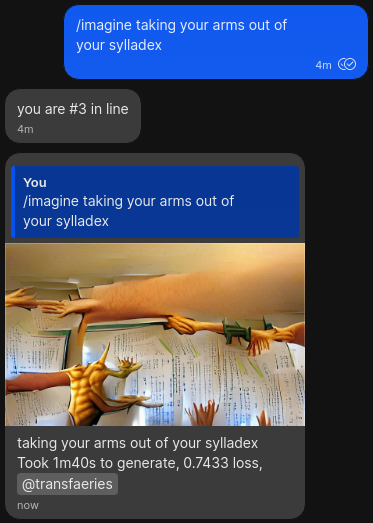 /imagine taking your arms out of
your sylladex
4m
you are #3 in line
4m
You
/imagine taking your arms out of
your sylladex
taking your arms out of your sylladex
Took 1m40s to generate, 0.7433 loss,
@transfaeries
now